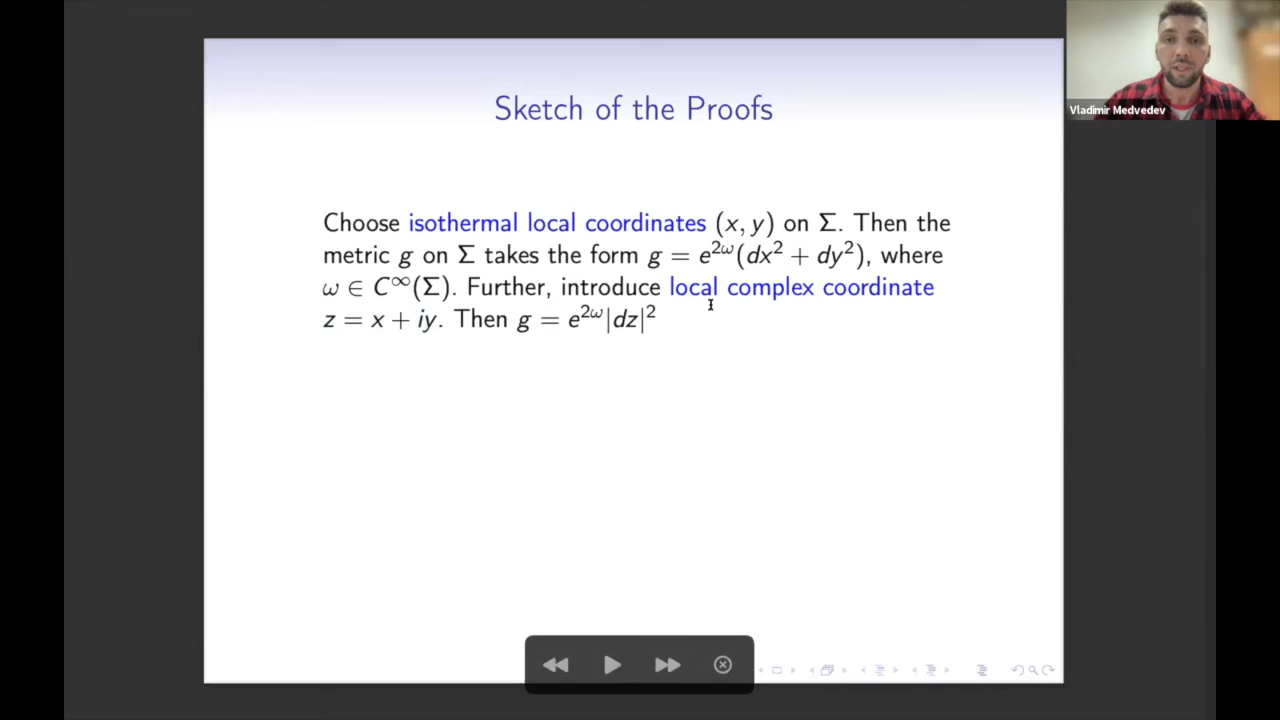 Vladimir Medvedev
Sketch of the Proofs
Choose isothermal local coordinates (x, y) on Σ. Then the
metric g on Σ takes the form g = e^{2ω}(dx² + dy²), where
ω ∈ C^∞(Σ). Further, introduce local complex coordinate
z = x + iy. Then g = e^{2ω}|dz|²